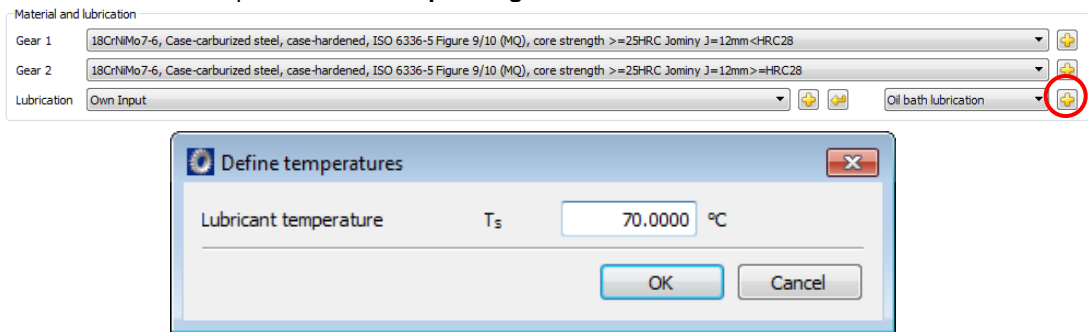 Material and lubrication
Gear 1 18CrNiMo7-6, Case-carburized steel, case-hardened, ISO 6336-5 Figure 9/10 (MQ), core strength >=25HRC Jominy J=12mm<HRC28
Gear 2 18CrNiMo7-6, Case-carburized steel, case-hardened, ISO 6336-5 Figure 9/10 (MQ), core strength >=25HRC Jominy J=12mm>=HRC28
Lubrication Own Input Oil bath lubrication
Define temperatures
Lubricant temperature Ts 70.0000 °C
OK Cancel